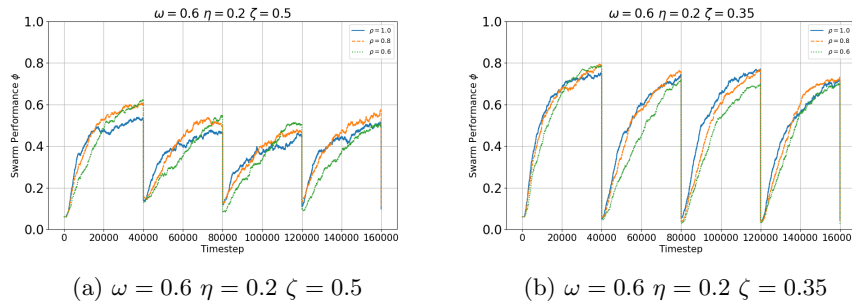 ω = 0.6 η = 0.2 ζ = 0.5
1.0
0.8
0.6
0.4
0.2
0.0
Swarm Performance ϕ
ρ = 1.0
ρ = 0.8
ρ = 0.6
0 20000 40000 60000 80000 100000 120000 140000 160000
Timestep
(a) ω = 0.6 η = 0.2 ζ = 0.5
ω = 0.6 η = 0.2 ζ = 0.35
1.0
0.8
0.6
0.4
0.2
0.0
Swarm Performance ϕ
ρ = 1.0
ρ = 0.8
ρ = 0.6
0 20000 40000 60000 80000 100000 120000 140000 160000
Timestep
(b) ω = 0.6 η = 0.2 ζ = 0.35